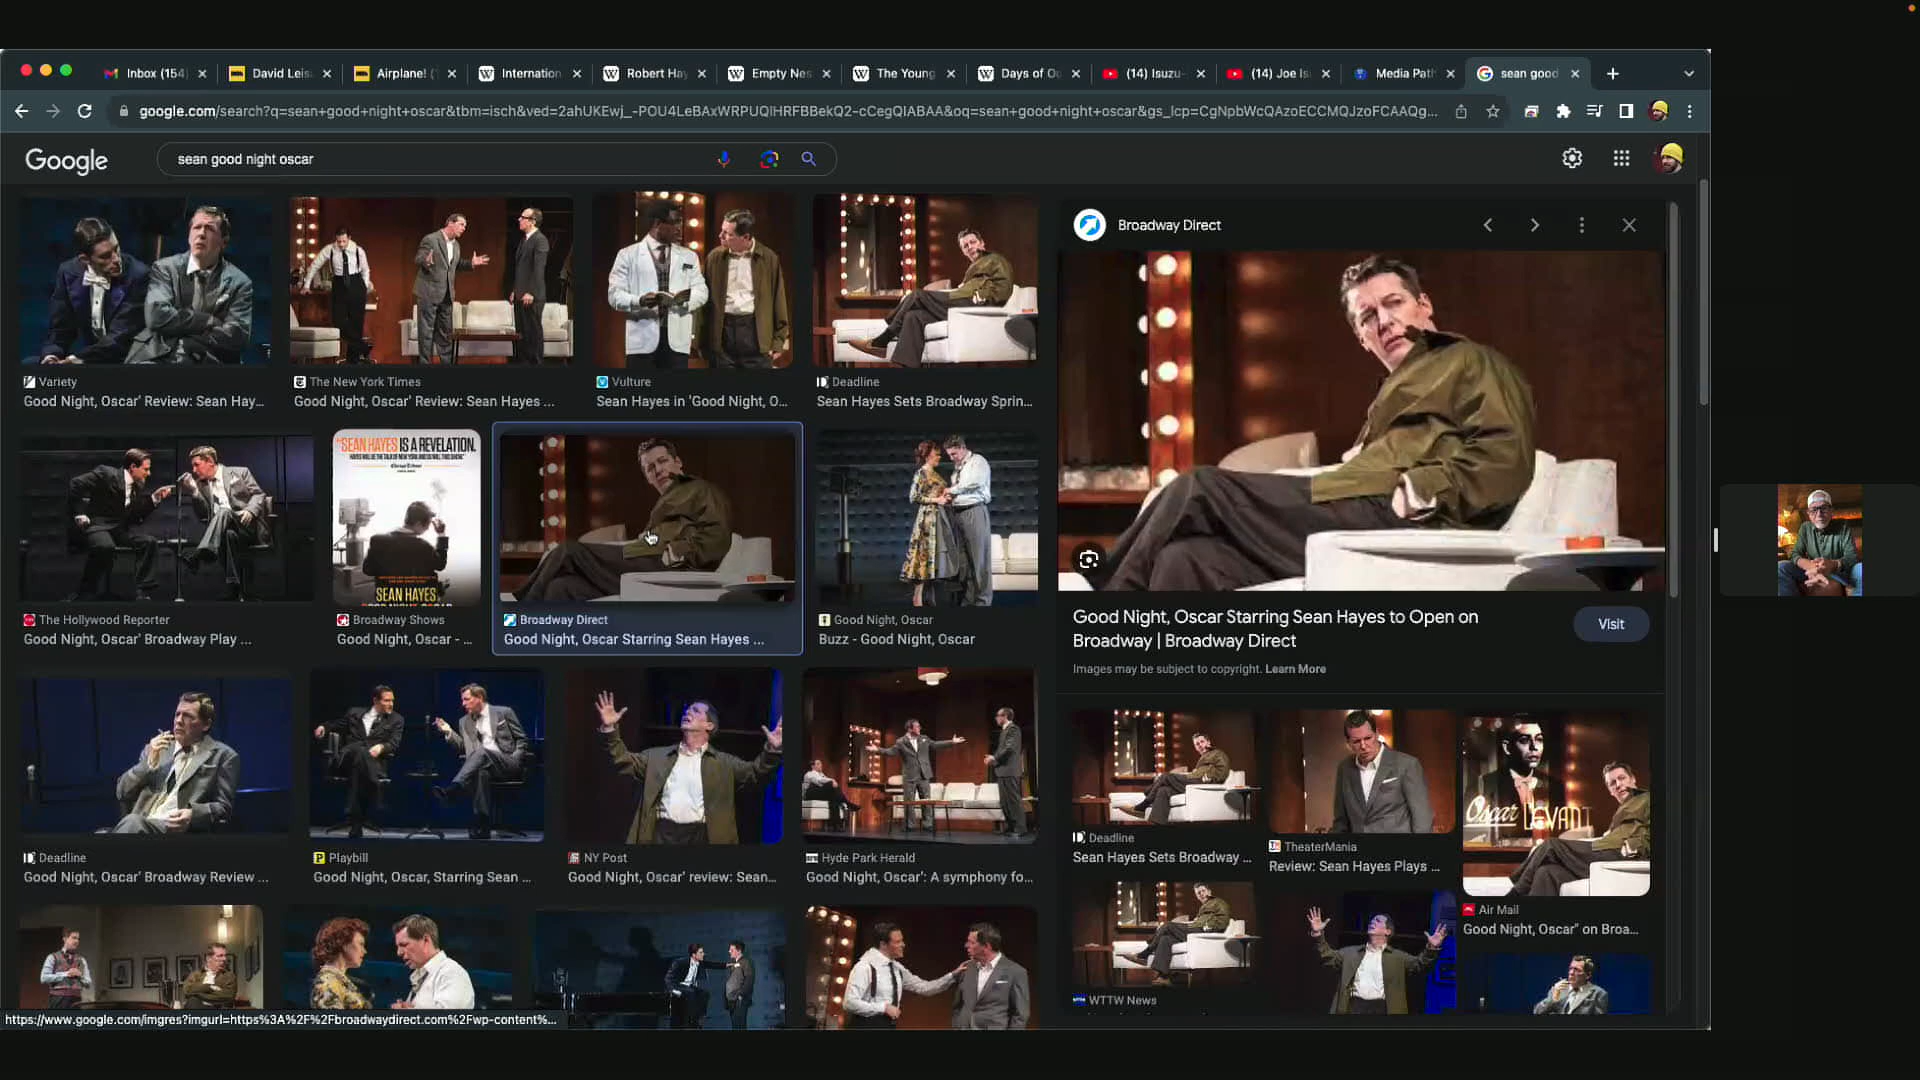 Inbox (154)
David Leis
Airplane! (
Internation
Robert Hay
Empty Nes
The Young
Days of Ou
(14) Isuzu-
(14) Joe Is
Media Path
sean good
google.com/search?q=sean+good+night+oscar&tbm=isch&ved=2ahUKEwj_-POU4LeBAxWRPUQIHRFBBekQ2-cCegQIABAA&oq=sean+good+night+oscar&gs_lcp=CgNpbWcQAzoECCMQJzoFCAAQg...
Google
sean good night oscar
Variety
Good Night, Oscar' Review: Sean Hay...
The New York Times
Good Night, Oscar' Review: Sean Hayes ...
Vulture
Sean Hayes in 'Good Night, O...
Deadline
Sean Hayes Sets Broadway Sprin...
Broadway Direct
"SEAN HAYES IS A REVELATION.
SEAN HAYES
The Hollywood Reporter
Good Night, Oscar' Broadway Play ...
Broadway Shows
Good Night, Oscar - ...
Broadway Direct
Good Night, Oscar Starring Sean Hayes ...
Good Night, Oscar
Buzz - Good Night, Oscar
Good Night, Oscar Starring Sean Hayes to Open on
Broadway | Broadway Direct
Visit
Images may be subject to copyright. Learn More
Deadline
Good Night, Oscar' Broadway Review ...
Playbill
Good Night, Oscar, Starring Sean ...
NY Post
Good Night, Oscar' review: Sean...
Hyde Park Herald
Good Night, Oscar': A symphony fo...
Deadline
Sean Hayes Sets Broadway ...
TheaterMania
Review: Sean Hayes Plays ...
Oscar LEVANT
Air Mail
Good Night, Oscar" on Broa...
WTTW News
https://www.google.com/imgres?imgurl=https%3A%2F%2Fbroadwaydirect.com%2Fwp-content%...